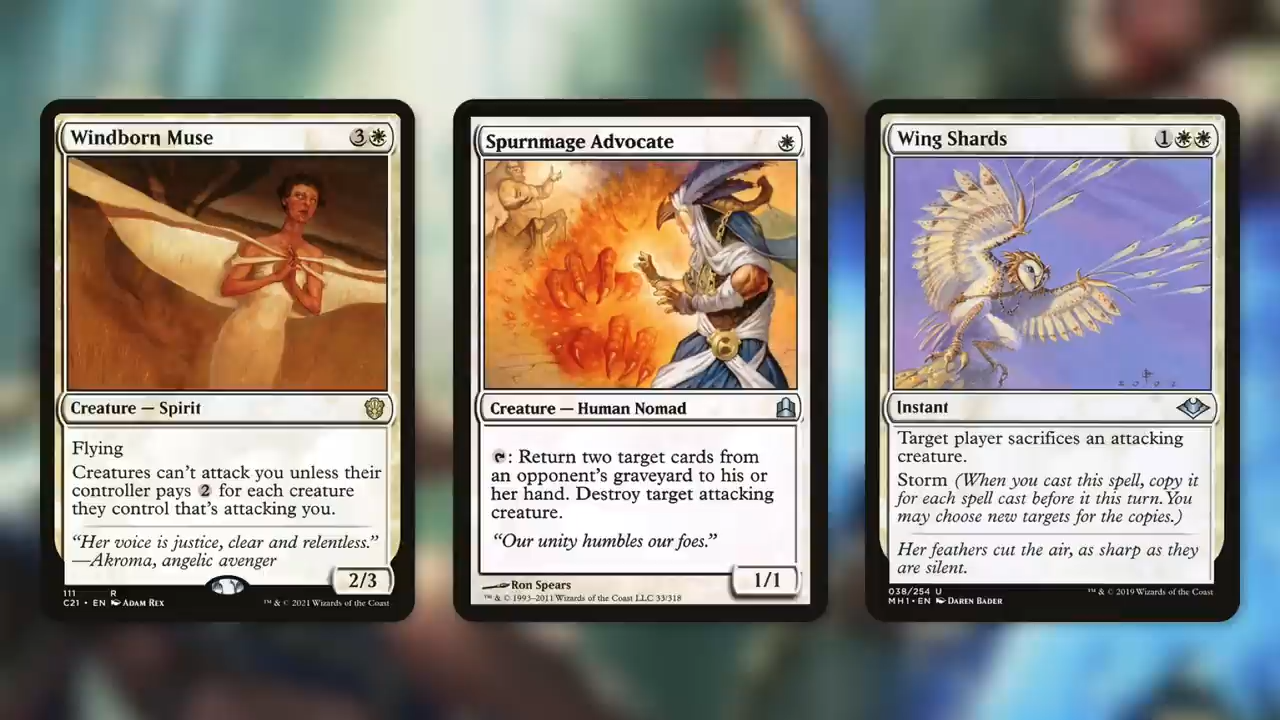 Windborn Muse 3
Creature — Spirit
Flying
Creatures can't attack you unless their
controller pays 2 for each creature
they control that's attacking you.
"Her voice is justice, clear and relentless."
—Akroma, angelic avenger
2/3
111 R
C21 • EN ADAM REX
™ & © 2021 Wizards of the Coast
Spurnmage Advocate
Creature — Human Nomad
: Return two target cards from
an opponent's graveyard to his or
her hand. Destroy target attacking
creature.
"Our unity humbles our foes."
1/1
Ron Spears
™ & © 1993–2011 Wizards of the Coast LLC 33/318
Wing Shards 1
2002
Instant
Target player sacrifices an attacking
creature.
Storm (When you cast this spell, copy it
for each spell cast before it this turn. You
may choose new targets for the copies.)
Her feathers cut the air, as sharp as they
are silent.
038/254 U
MH1 • EN DAREN BADER
™ & © 2019 Wizards of the Coast